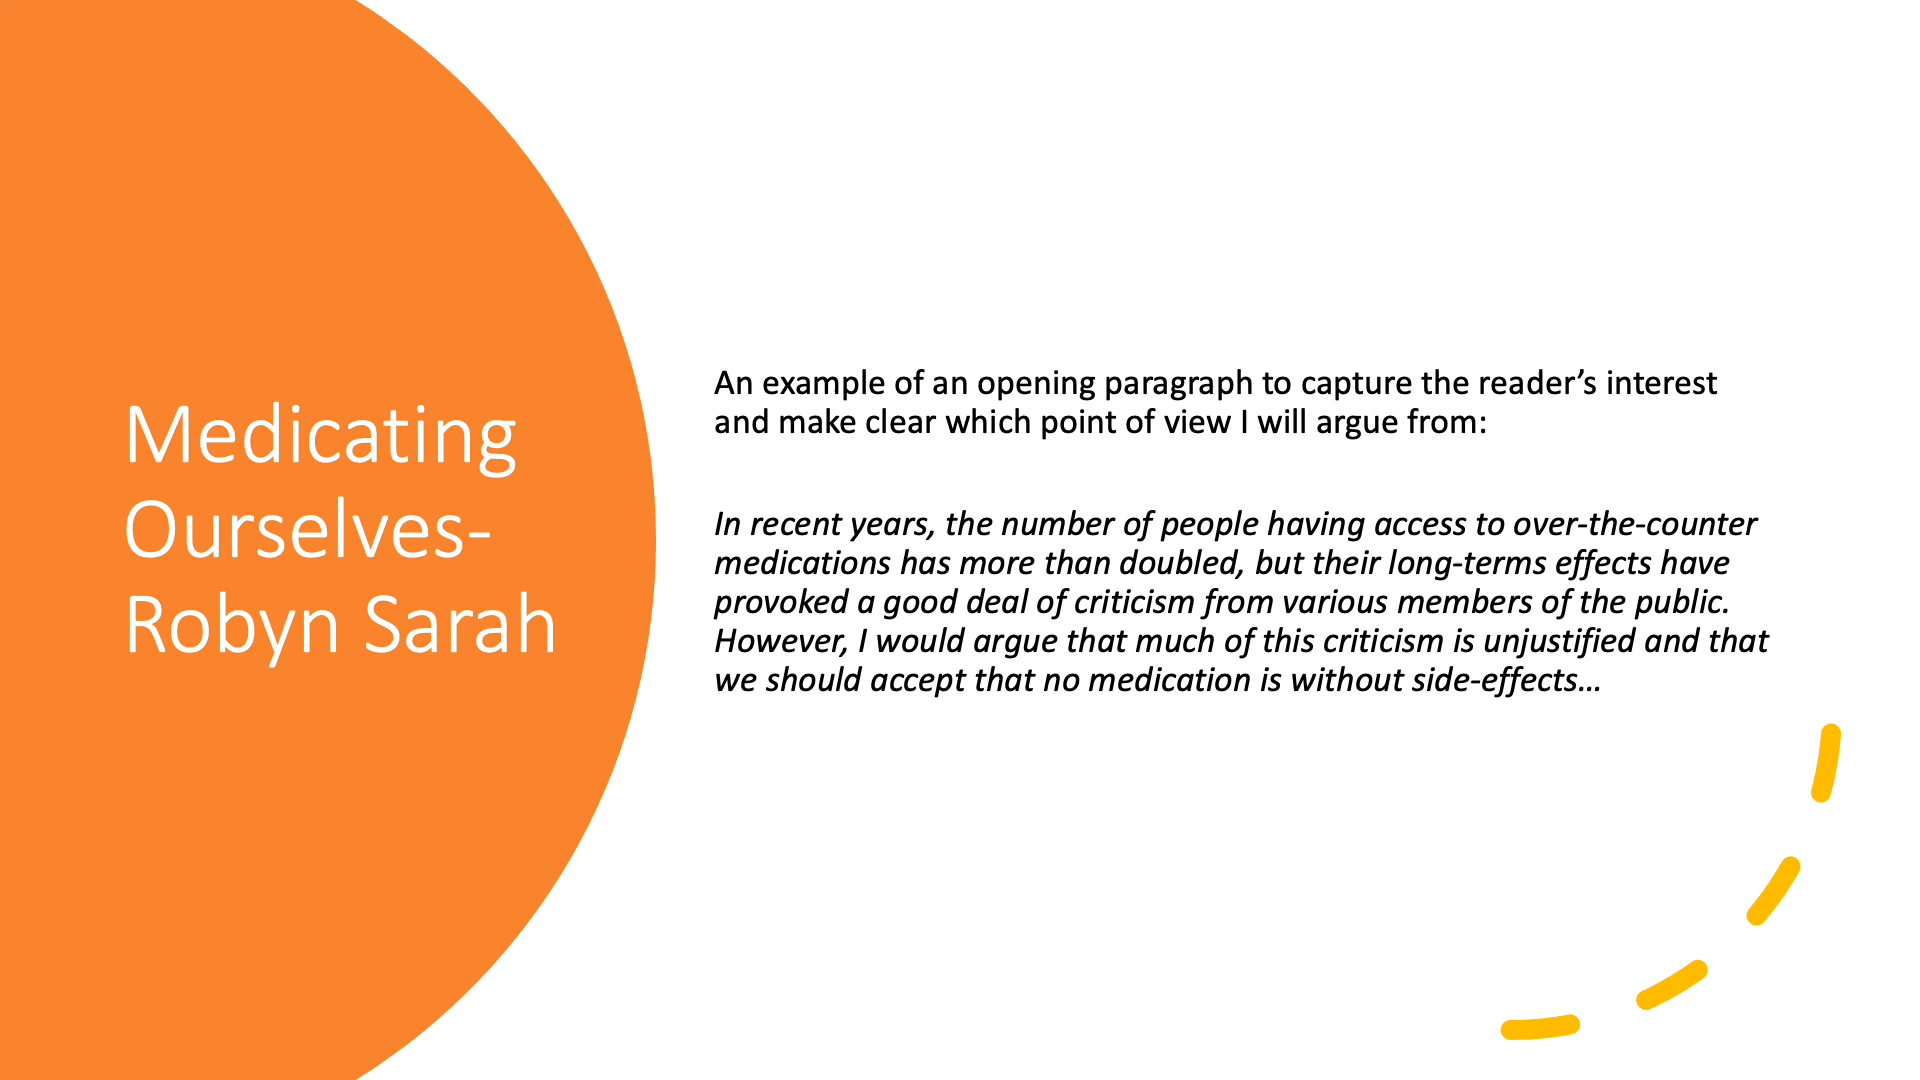 Medicating
Ourselves-
Robyn Sarah
An example of an opening paragraph to capture the reader’s interest
and make clear which point of view I will argue from:
In recent years, the number of people having access to over-the-counter
medications has more than doubled, but their long-terms effects have
provoked a good deal of criticism from various members of the public.
However, I would argue that much of this criticism is unjustified and that
we should accept that no medication is without side-effects…